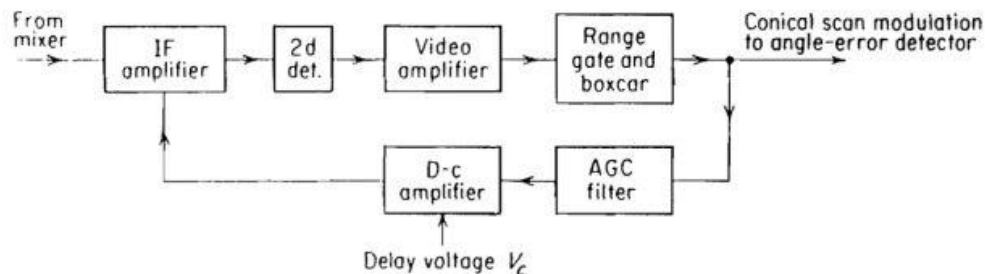 From
mixer
IF
amplifier
2d
det.
Video
amplifier
Range
gate and
boxcar
Conical scan modulation
to angle-error detector
D-c
amplifier
AGC
filter
Delay voltage Vc